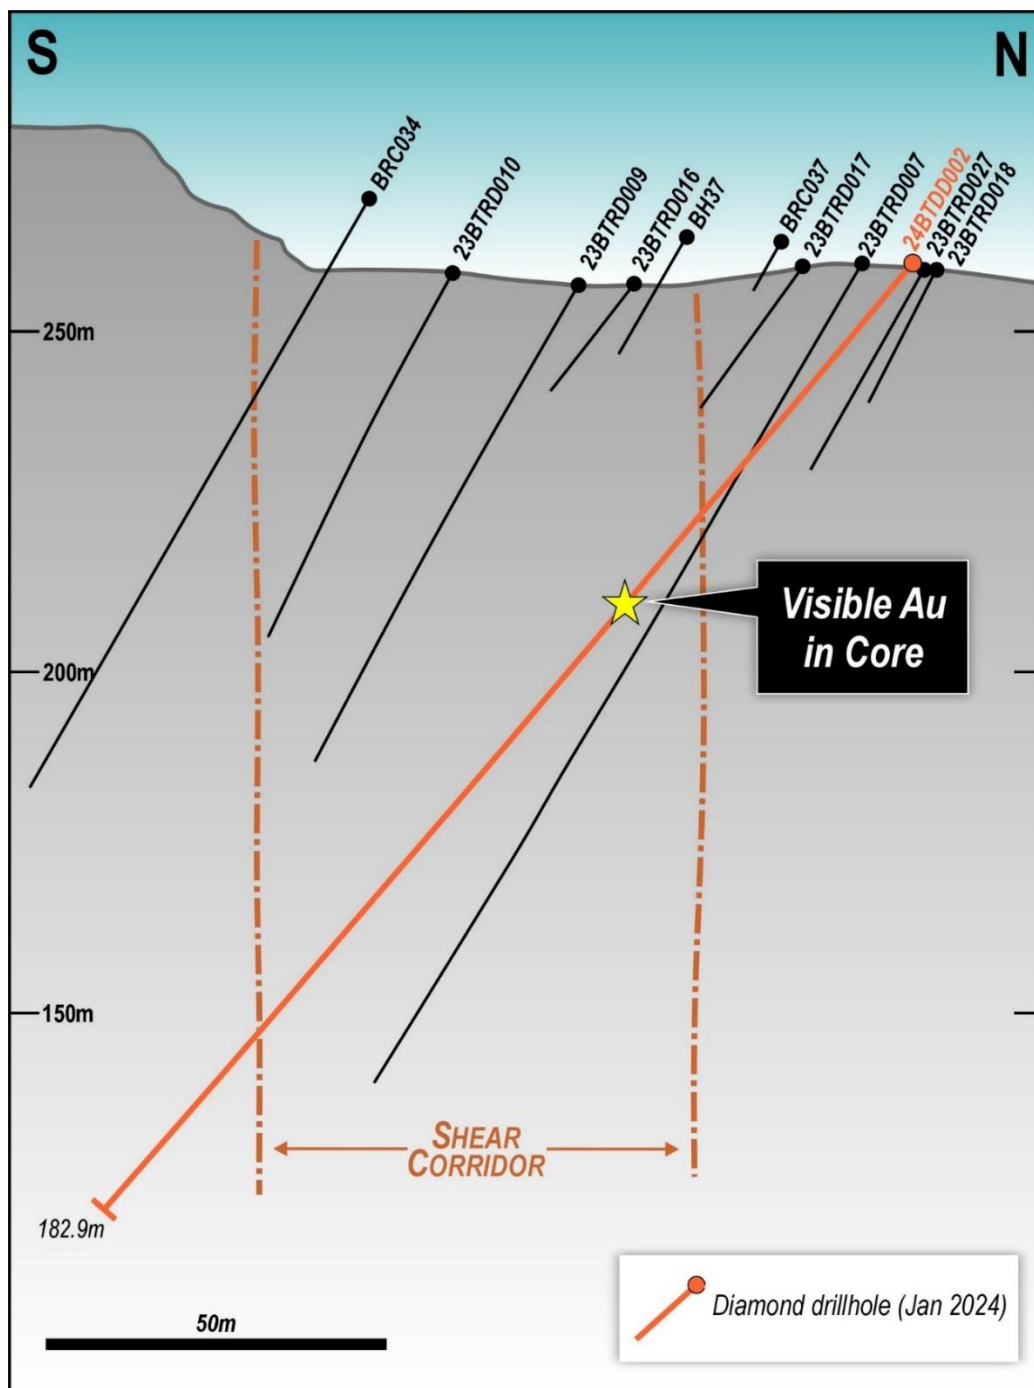 S
N
BRC034
23BTRD010
23BTRD009
23BTRD016
BH37
BRC037
23BTRD017
23BTRD007
24BTDD002
23BTRD027
23BTRD018
250m
Visible Au
in Core
200m
150m
SHEAR
CORRIDOR
182.9m
50m
Diamond drillhole (Jan 2024)